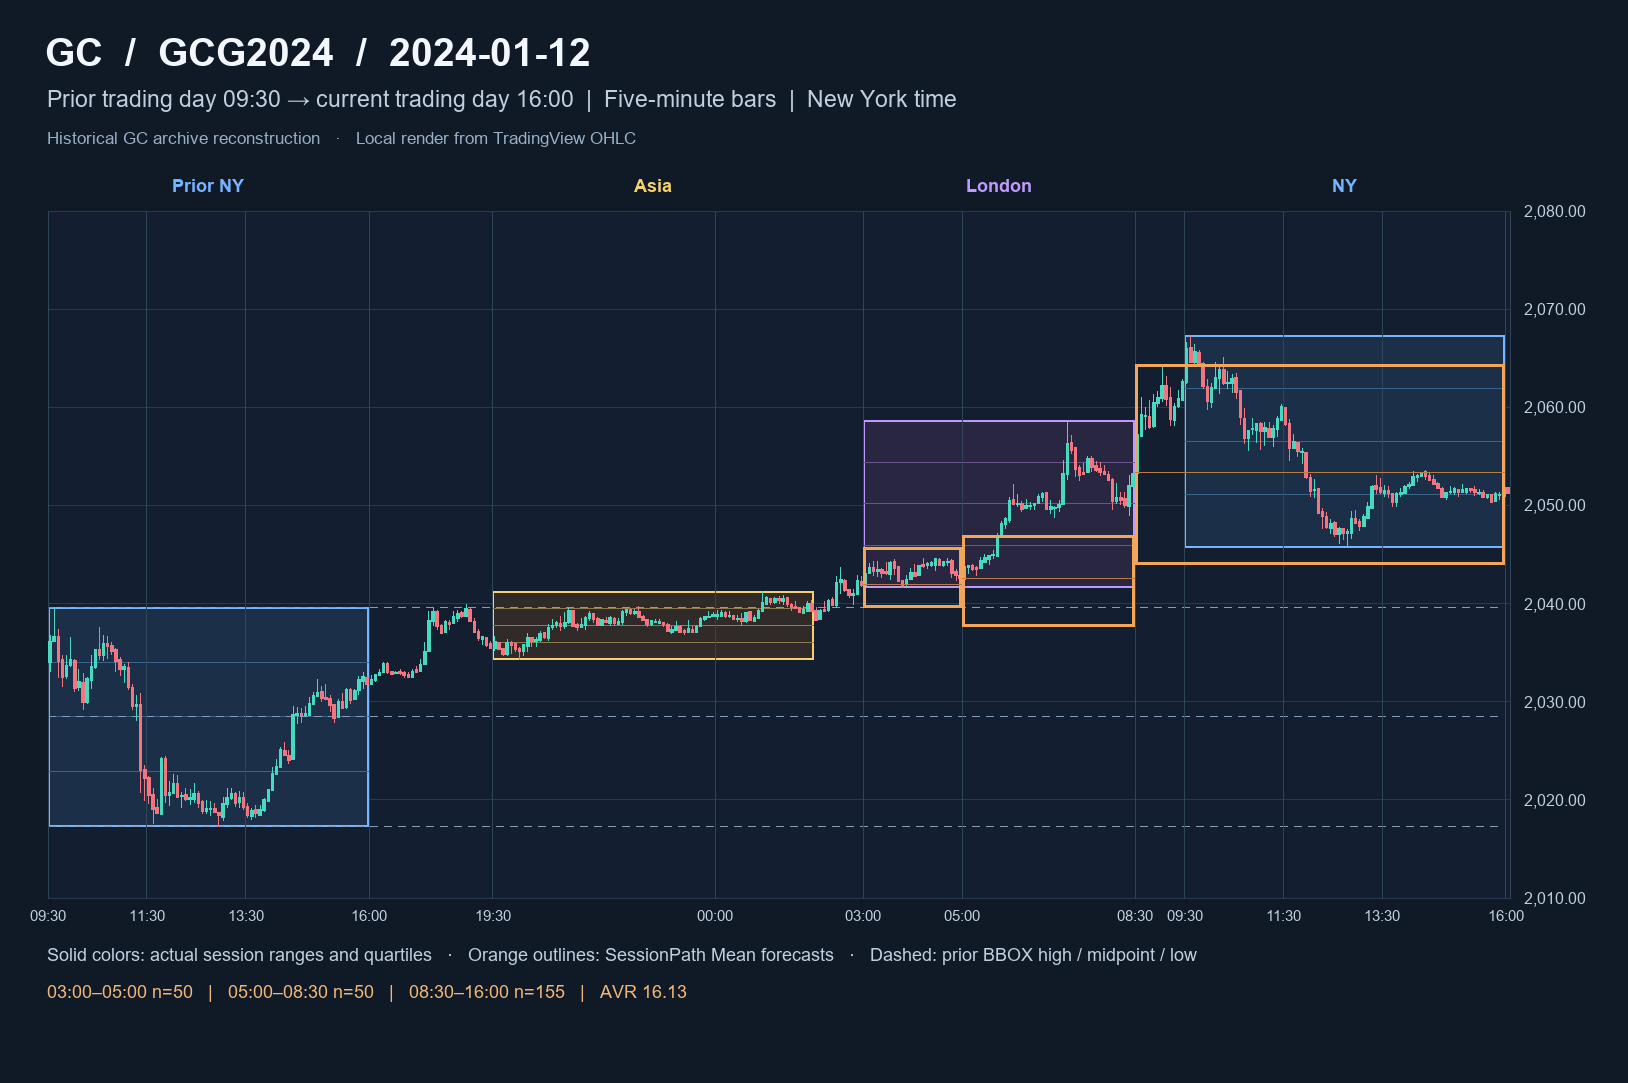 GC / GCG2024 / 2024-01-12
Prior trading day 09:30 → current trading day 16:00 | Five-minute bars | New York time
Historical GC archive reconstruction · Local render from TradingView OHLC
Prior NY Asia London NY
2,080.00
2,070.00
2,060.00
2,050.00
2,040.00
2,030.00
2,020.00
2,010.00
09:30 11:30 13:30 16:00 19:30 00:00 03:00 05:00 08:30 09:30 11:30 13:30 16:00
Solid colors: actual session ranges and quartiles · Orange outlines: SessionPath Mean forecasts · Dashed: prior BBOX high / midpoint / low
03:00–05:00 n=50 | 05:00–08:30 n=50 | 08:30–16:00 n=155 | AVR 16.13